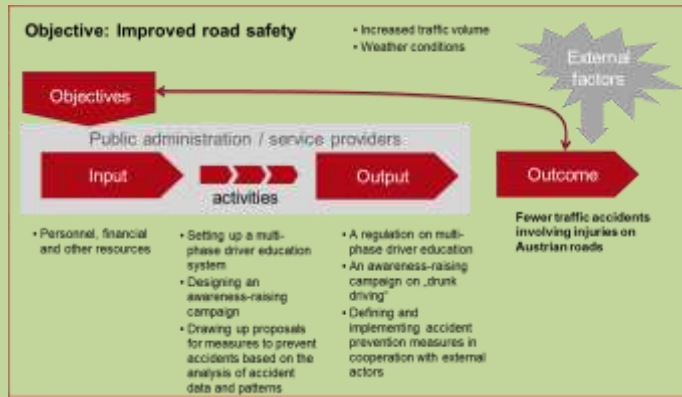 Objective: Improved road safety
• Increased traffic volume
• Weather conditions
External
factors
Objectives
Public administration / service providers
Input
activities
Output
Outcome
• Personnel, financial
and other resources
• Setting up a multi-
phase driver education
system
• Designing an
awareness-raising
campaign
• Drawing up proposals
for measures to prevent
accidents based on the
analysis of accident
data and patterns
• A regulation on multi-
phase driver education
• An awareness-raising
campaign on „drunk
driving“
• Defining and
implementing accident
prevention measures in
cooperation with external
actors
Fewer traffic accidents
involving injuries on
Austrian roads